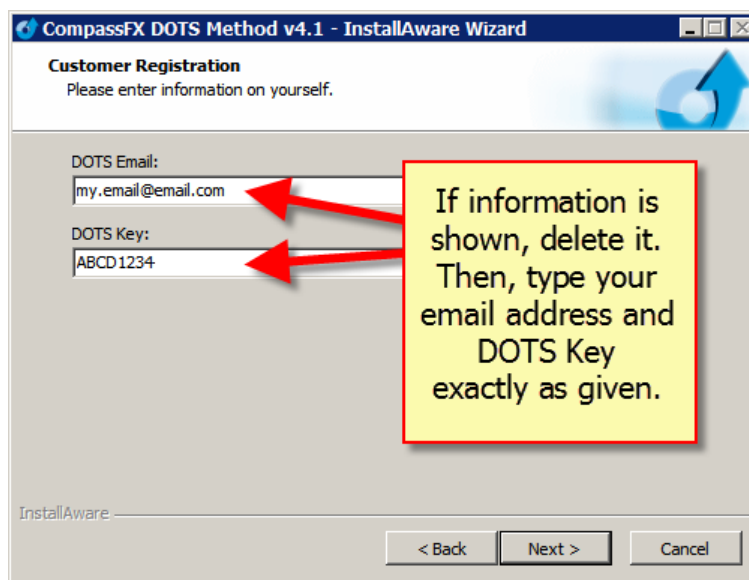 CompassFX DOTS Method v4.1 - InstallAware Wizard
Customer Registration
Please enter information on yourself.
DOTS Email:
my.email@email.com
DOTS Key:
ABCD1234
If information is
shown, delete it.
Then, type your
email address and
DOTS Key
exactly as given.
InstallAware
< Back
Next >
Cancel